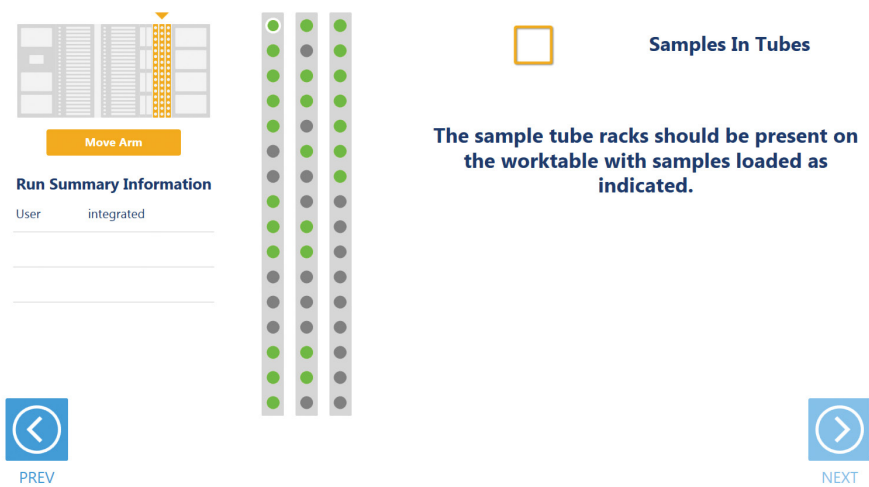 Move Arm
Run Summary Information
User integrated
PREV
Samples In Tubes
The sample tube racks should be present on
the worktable with samples loaded as
indicated.
NEXT